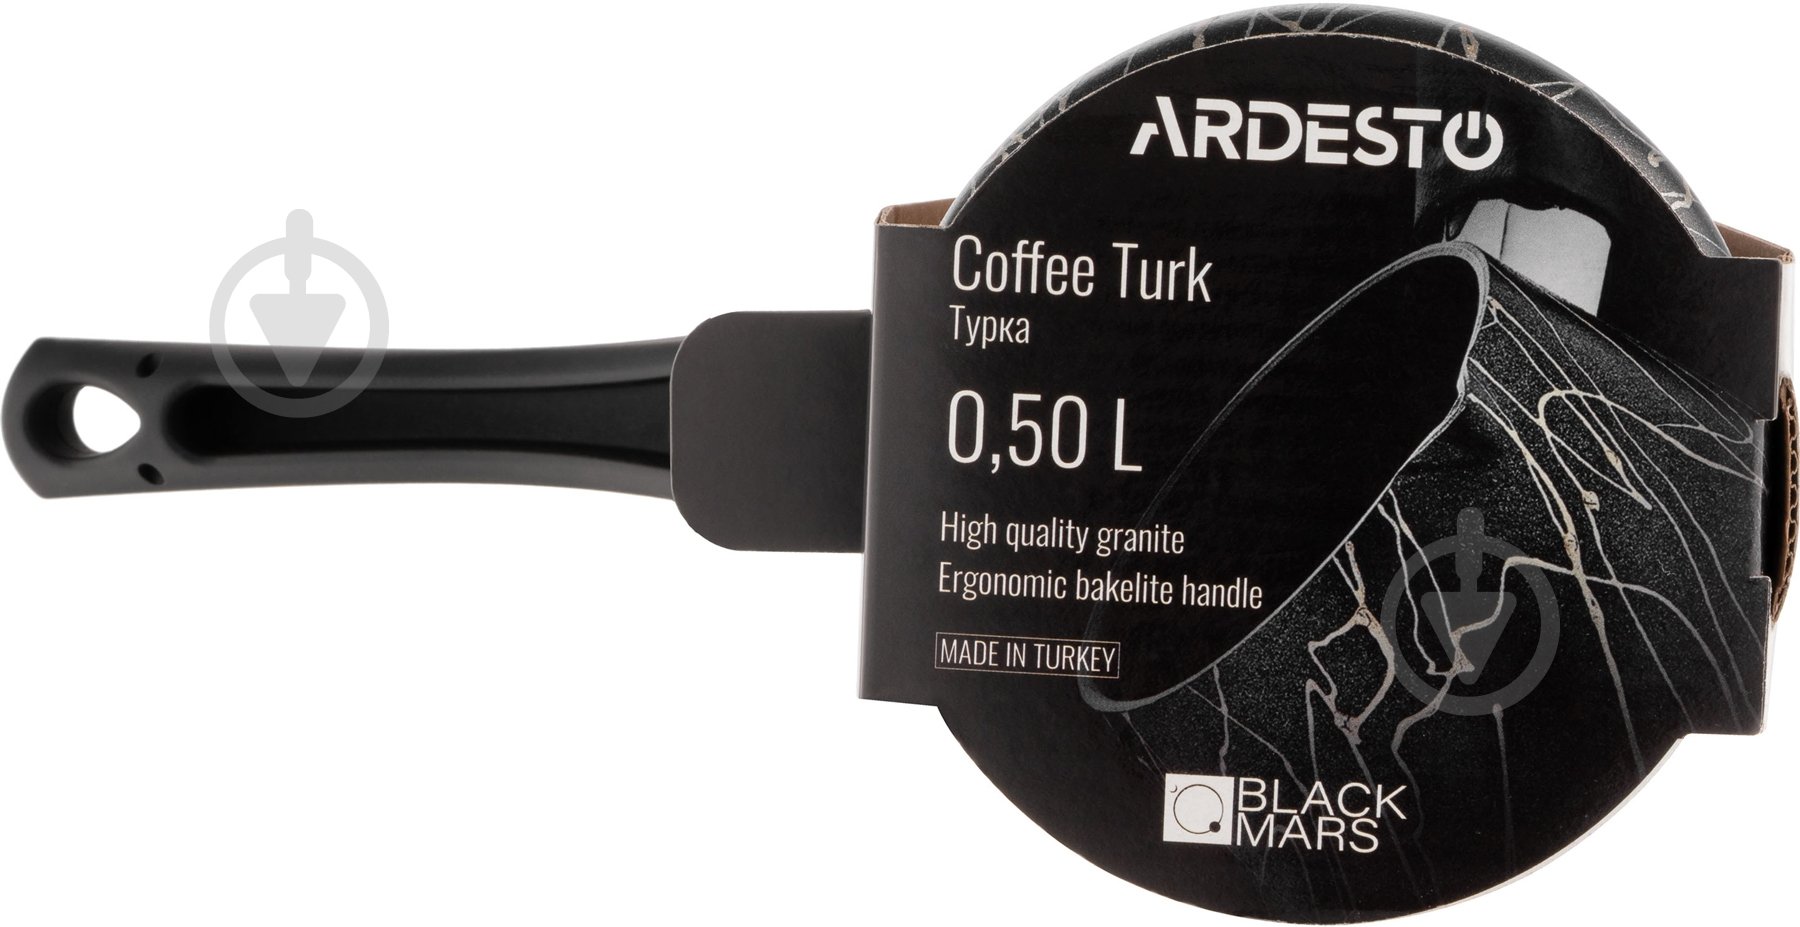 ARDESTO
Coffee Turk
Турка
0,50 L
High quality granite
Ergonomic bakelite handle
MADE IN TURKEY
BLACK
MARS